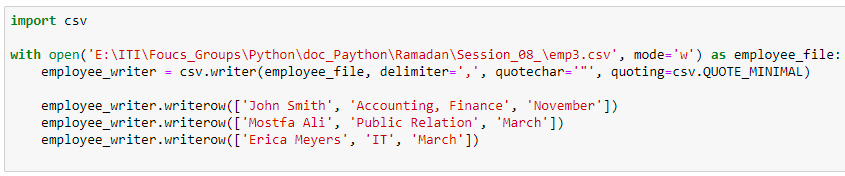 import csv
with open('E:\ITI\Foucs_Groups\Python\doc_Paython\Ramadan\Session_08_\emp3.csv', mode='w') as employee_file:
    employee_writer = csv.writer(employee_file, delimiter=',', quotechar='"', quoting=csv.QUOTE_MINIMAL)
    employee_writer.writerow(['John Smith', 'Accounting, Finance', 'November'])
    employee_writer.writerow(['Mostfa Ali', 'Public Relation', 'March'])
    employee_writer.writerow(['Erica Meyers', 'IT', 'March'])